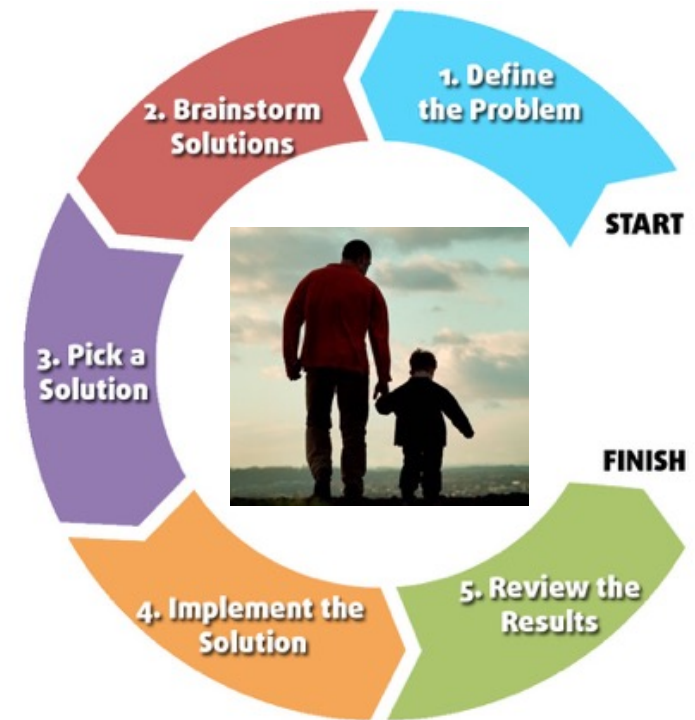 1. Define
the Problem
2. Brainstorm
Solutions
3. Pick a
Solution
4. Implement the
Solution
5. Review the
Results
START
FINISH